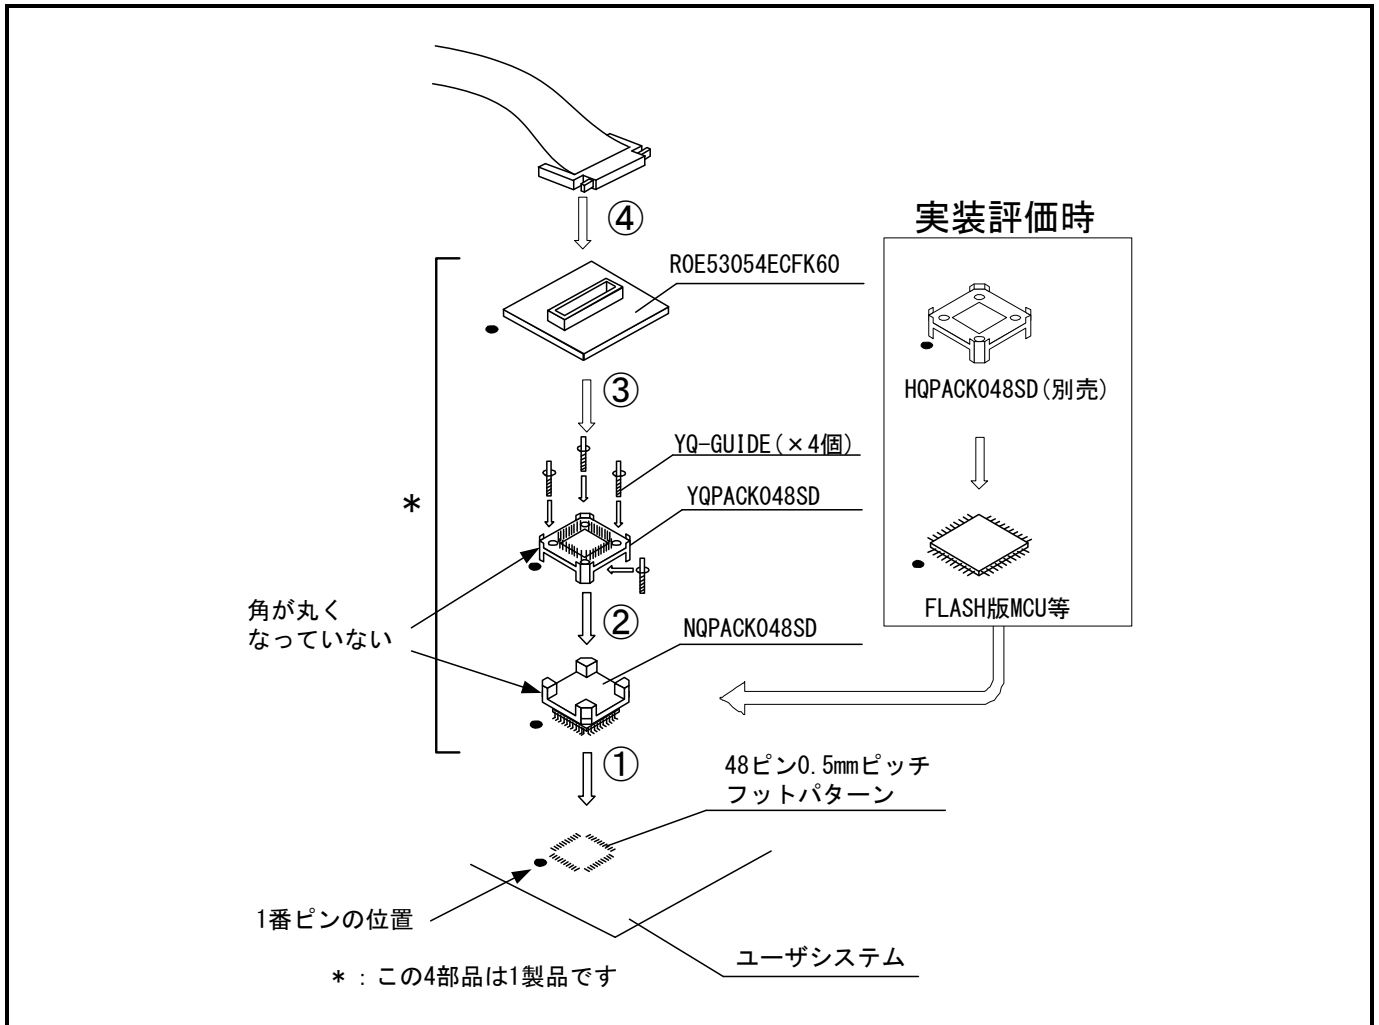 ④
実装評価時
R0E53054ECFK60
③
HQPACK048SD(別売)
YQ-GUIDE(×4個)
YQPACK048SD
*
角が丸く
なっていない
②
NQPACK048SD
FLASH版MCU等
①
48ピン0.5mmピッチ
フットパターン
1番ピンの位置
ユーザシステム
* : この4部品は1製品です